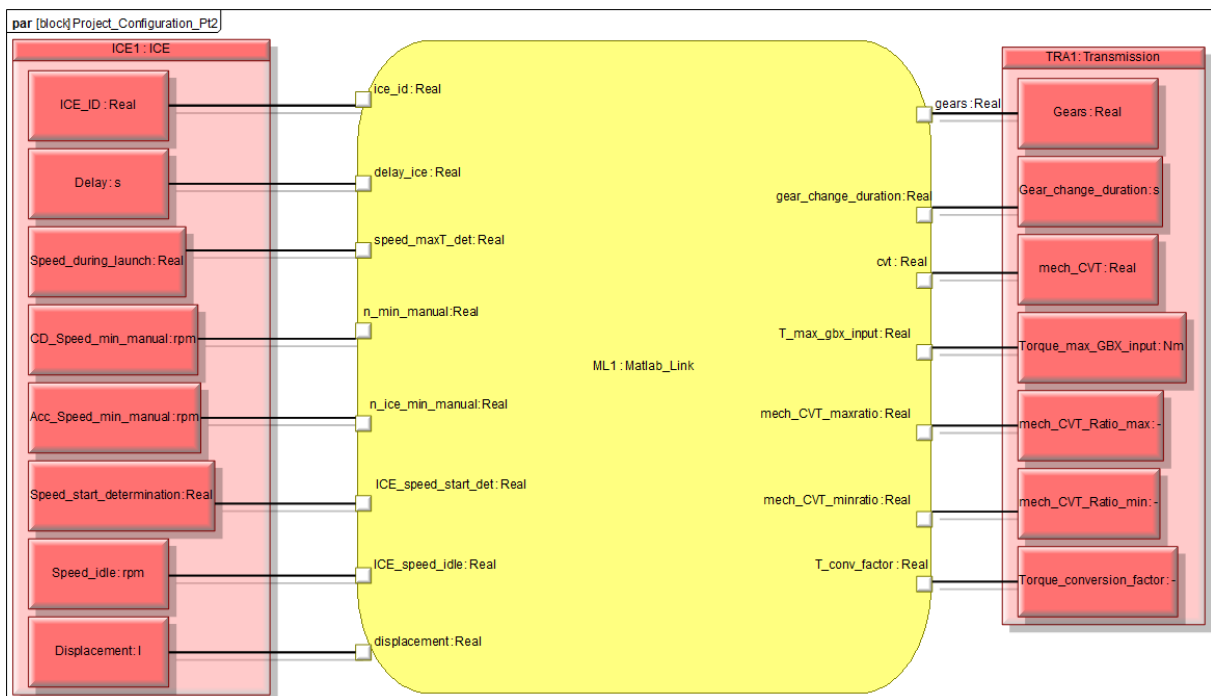 par [block] Project_Configuration_Pt2
ICE1 : ICE
ICE_ID : Real
Delay : s
Speed_during_launch : Real
CD_Speed_min_manual : rpm
Acc_Speed_min_manual : rpm
Speed_start_determination : Real
Speed_idle : rpm
Displacement : l
ice_id : Real
delay_ice : Real
speed_maxT_det : Real
n_min_manual : Real
n_ice_min_manual : Real
ICE_speed_start_det : Real
ICE_speed_idle : Real
displacement : Real
ML1 : Matlab_Link
gears : Real
gear_change_duration : Real
cvt : Real
T_max_gbx_input : Real
mech_CVT_maxratio : Real
mech_CVT_minratio : Real
T_conv_factor : Real
TRA1 : Transmission
Gears : Real
Gear_change_duration : s
mech_CVT : Real
Torque_max_GBX_input : Nm
mech_CVT_Ratio_max : -
mech_CVT_Ratio_min : -
Torque_conversion_factor : -